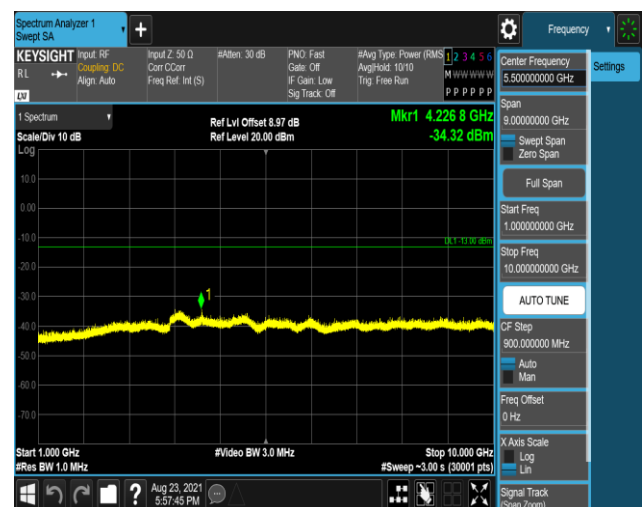 Spectrum Analyzer 1
Swept SA
Frequency
KEYSIGHT
RL
LXI
Input: RF
Coupling: DC
Align: Auto
Input Z: 50 Ω
Corr CCorr
Freq Ref: Int (S)
#Atten: 30 dB
PNO: Fast
Gate: Off
IF Gain: Low
Sig Track: Off
#Avg Type: Power (RMS
Avg|Hold: 10/10
Trig: Free Run
1 2 3 4 5 6
M W W W W W
P P P P P P
1 Spectrum
Scale/Div 10 dB
Log
Ref Lvl Offset 8.97 dB
Ref Level 20.00 dBm
Mkr1 4.226 8 GHz
-34.32 dBm
10.0
0.00
-10.0
DL1 -13.00 dBm
-20.0
-30.0
1
-40.0
-50.0
-60.0
-70.0
Start 1.000 GHz
#Res BW 1.0 MHz
#Video BW 3.0 MHz
Stop 10.000 GHz
#Sweep ~3.00 s (30001 pts)
?
Aug 23, 2021
5:57:45 PM
Center Frequency
5.500000000 GHz
Settings
Span
9.00000000 GHz
Swept Span
Zero Span
Full Span
Start Freq
1.000000000 GHz
Stop Freq
10.000000000 GHz
AUTO TUNE
CF Step
900.000000 MHz
Auto
Man
Freq Offset
0 Hz
X Axis Scale
Log
Lin
Signal Track
(Span Zoom)